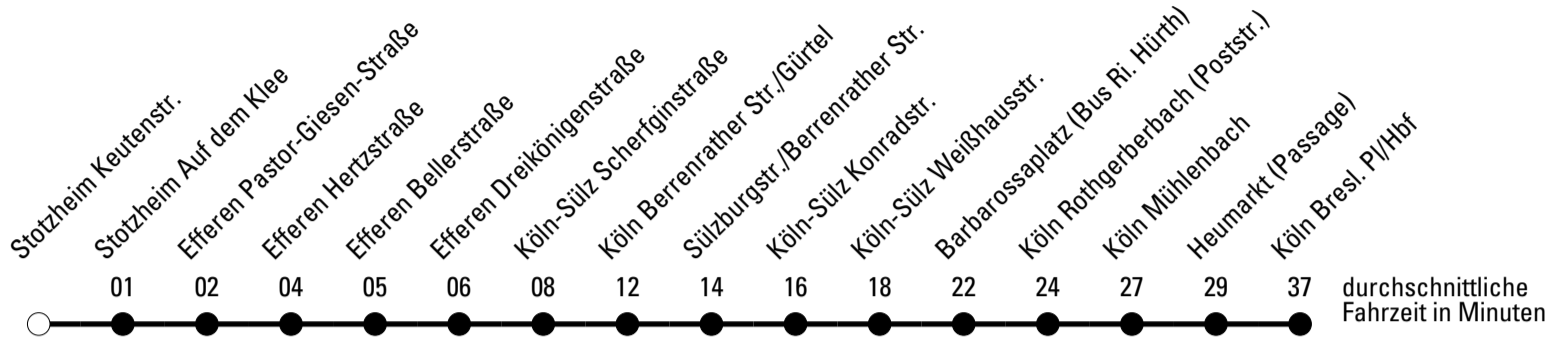 Stotzheim Keutenstr.
Stotzheim Auf dem Klee
Efferen Pastor-Giesen-Straße
Efferen Hertzstraße
Efferen Bellerstraße
Efferen Dreikönigenstraße
Köln-Sülz Scherfginstraße
Köln Berrenrather Str./Gürtel
Sülzburgstr./Berrenrather Str.
Köln-Sülz Konradstr.
Köln-Sülz Weißhausstr.
Barbarossaplatz (Bus Ri. Hürth)
Köln Rothgerberbach (Poststr.)
Köln Mühlenbach
Heumarkt (Passage)
Köln Bresl. Pl/Hbf
01 02 04 05 06 08 12 14 16 18 22 24 27 29 37
durchschnittliche
Fahrzeit in Minuten